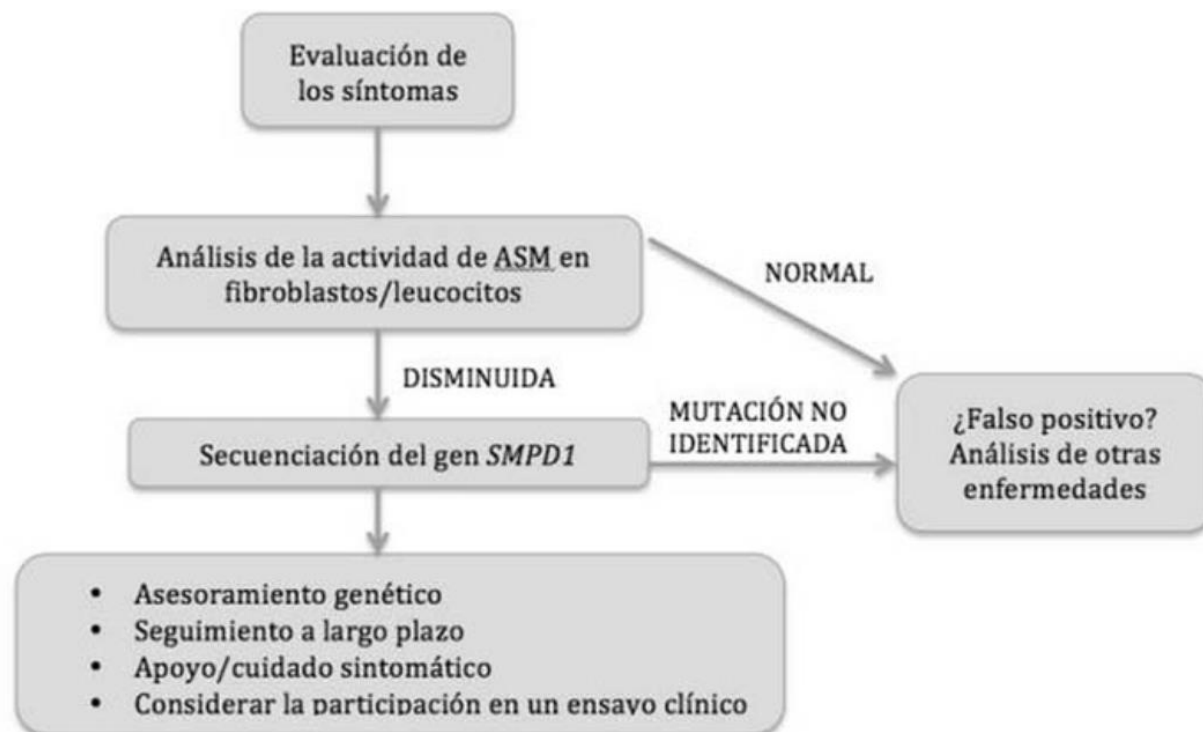 Evaluación de
los síntomas
Análisis de la actividad de ASM en
fibroblastos/leucocitos
NORMAL
DISMINUIDA
Secuenciación del gen SMPD1
MUTACIÓN NO
IDENTIFICADA
¿Falso positivo?
Análisis de otras
enfermedades
• Asesoramiento genético
• Seguimiento a largo plazo
• Apoyo/cuidado sintomático
• Considerar la participación en un ensayo clínico